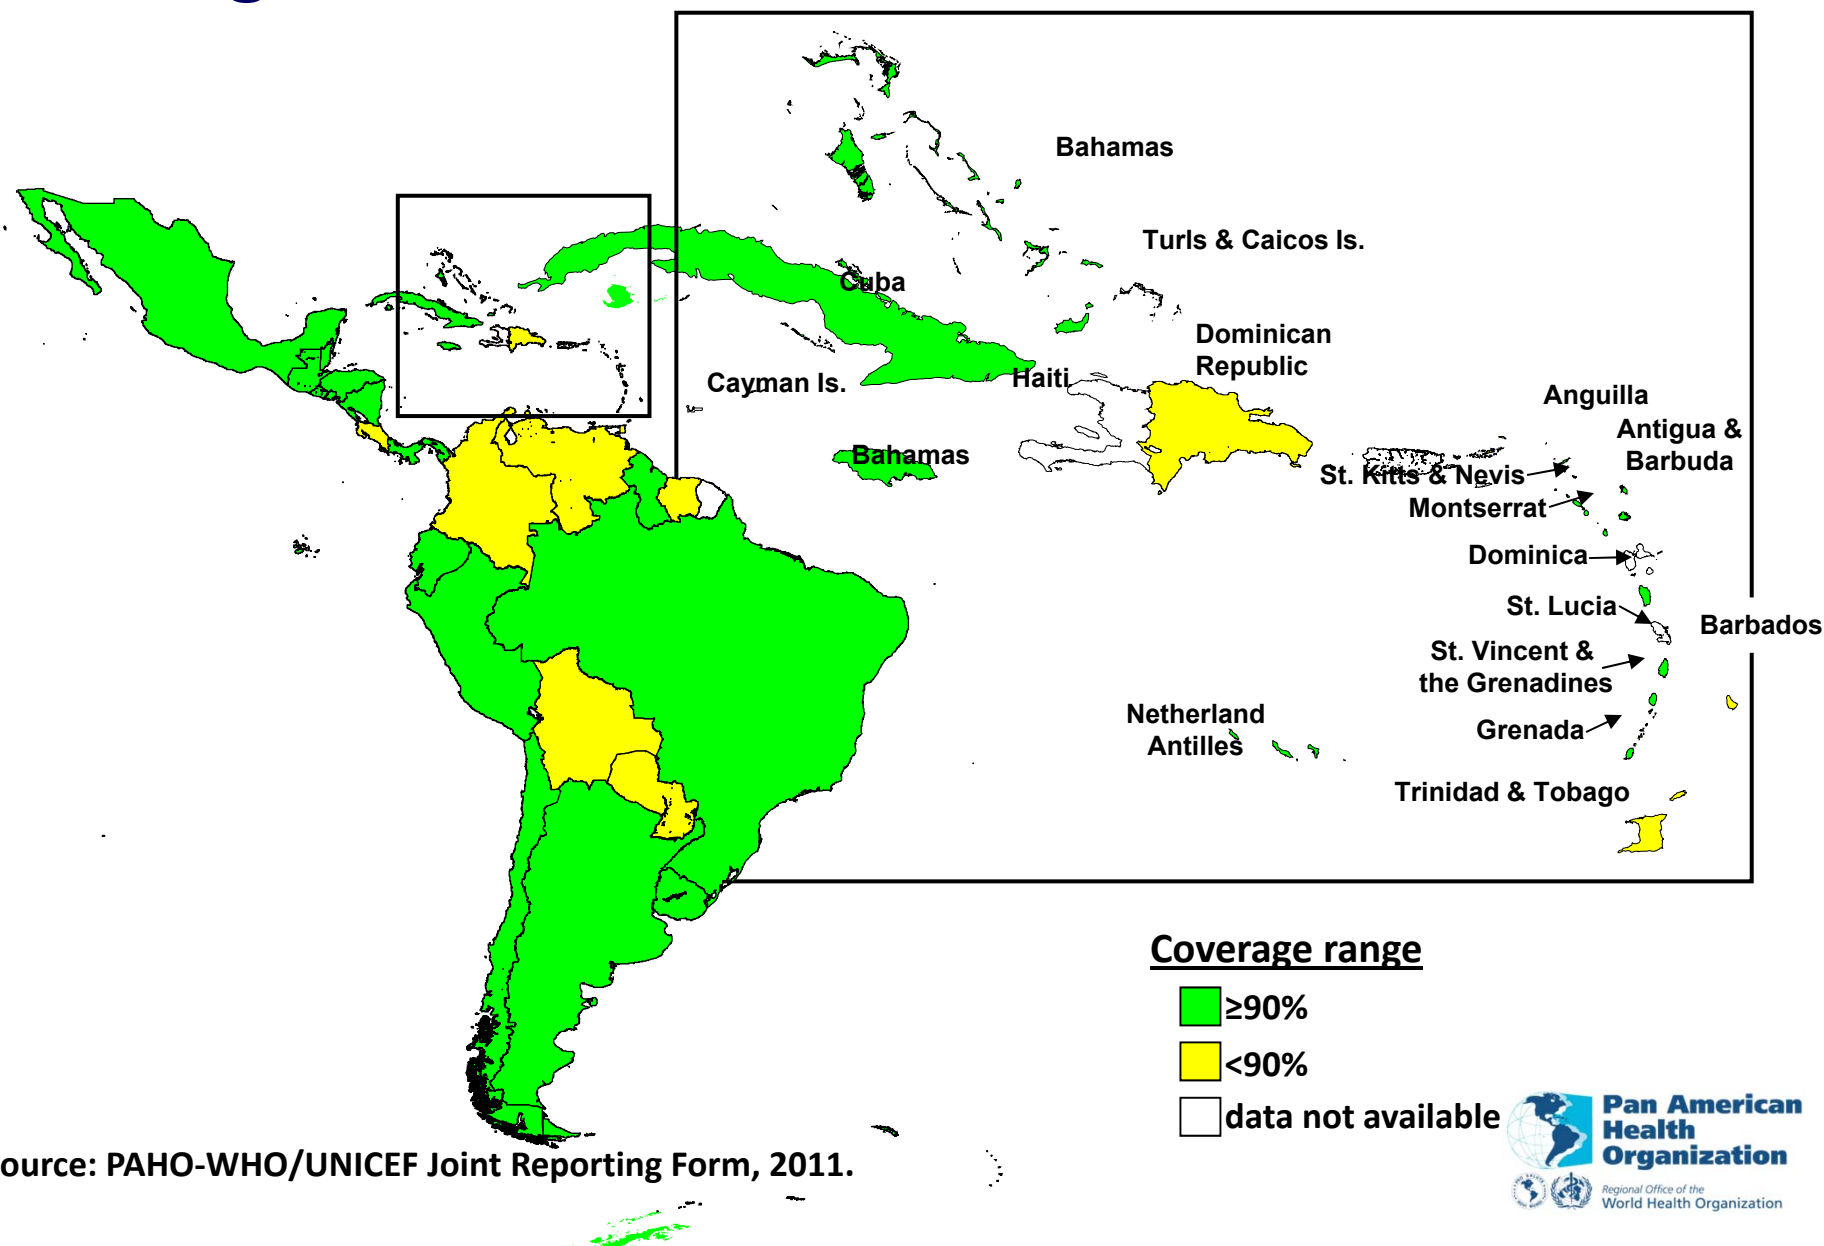 Bahamas
Turls & Caicos Is.
Cuba
Dominican
Republic
Haiti
Cayman Is.
Anguilla
Antigua &
Barbuda
Bahamas
St. Kitts & Nevis
Montserrat
Dominica
St. Lucia
Barbados
St. Vincent &
the Grenadines
Netherland
Antilles
Grenada
Trinidad & Tobago
Coverage range
≥90%
<90%
data not available
ource: PAHO-WHO/UNICEF Joint Reporting Form, 2011.
Pan American
Health
Organization
Regional Office of the
World Health Organization